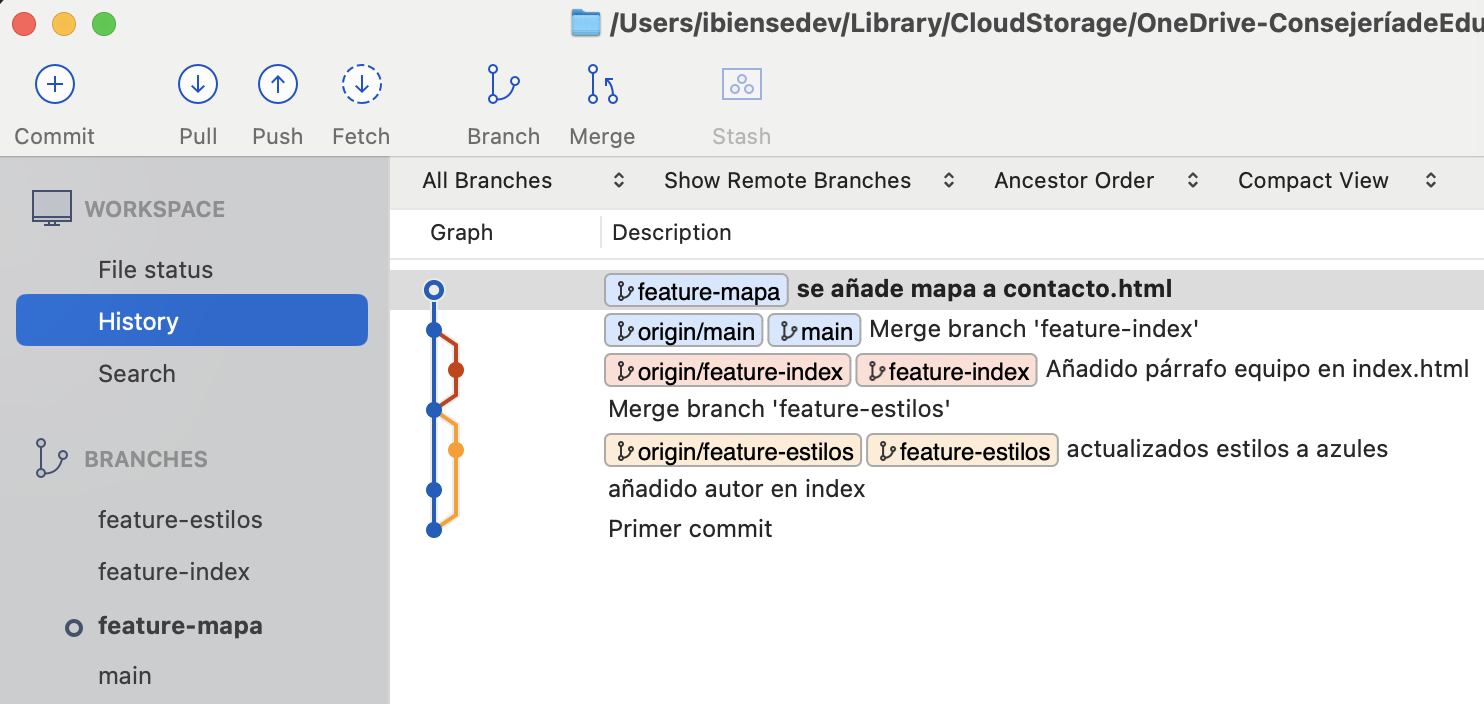 /Users/ibiensedev/Library/CloudStorage/OneDrive-ConsejeríadeEdu
Commit Pull Push Fetch Branch Merge Stash
All Branches Show Remote Branches Ancestor Order Compact View
Graph Description
WORKSPACE
File status
History
Search
BRANCHES
feature-estilos
feature-index
feature-mapa
main
feature-mapa se añade mapa a contacto.html
origin/main main Merge branch 'feature-index'
origin/feature-index feature-index Añadido párrafo equipo en index.html
Merge branch 'feature-estilos'
origin/feature-estilos feature-estilos actualizados estilos a azules
añadido autor en index
Primer commit